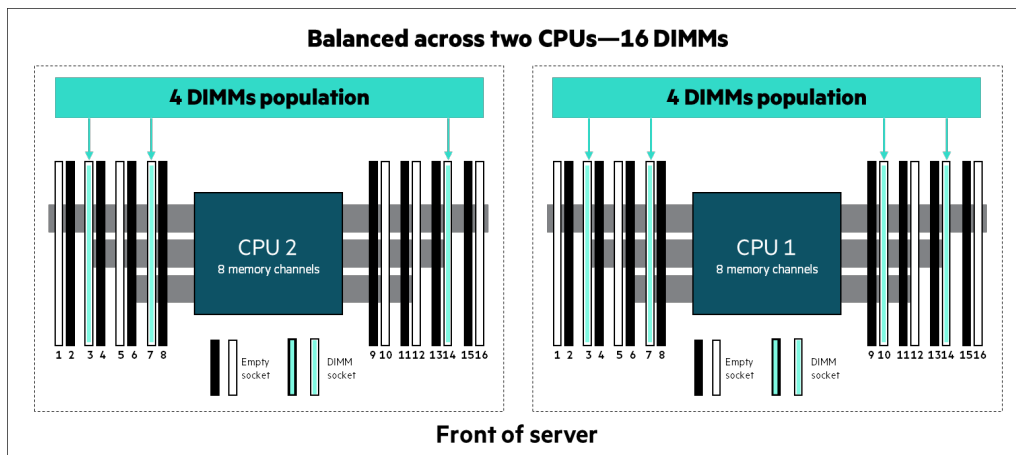 Balanced across two CPUs—16 DIMMs
4 DIMMs population
CPU 2
8 memory channels
1 2 3 4 5 6 7 8 9 10 11 12 13 14 15 16
Empty socket
DIMM socket
4 DIMMs population
CPU 1
8 memory channels
1 2 3 4 5 6 7 8 9 10 11 12 13 14 15 16
Empty socket
DIMM socket
Front of server